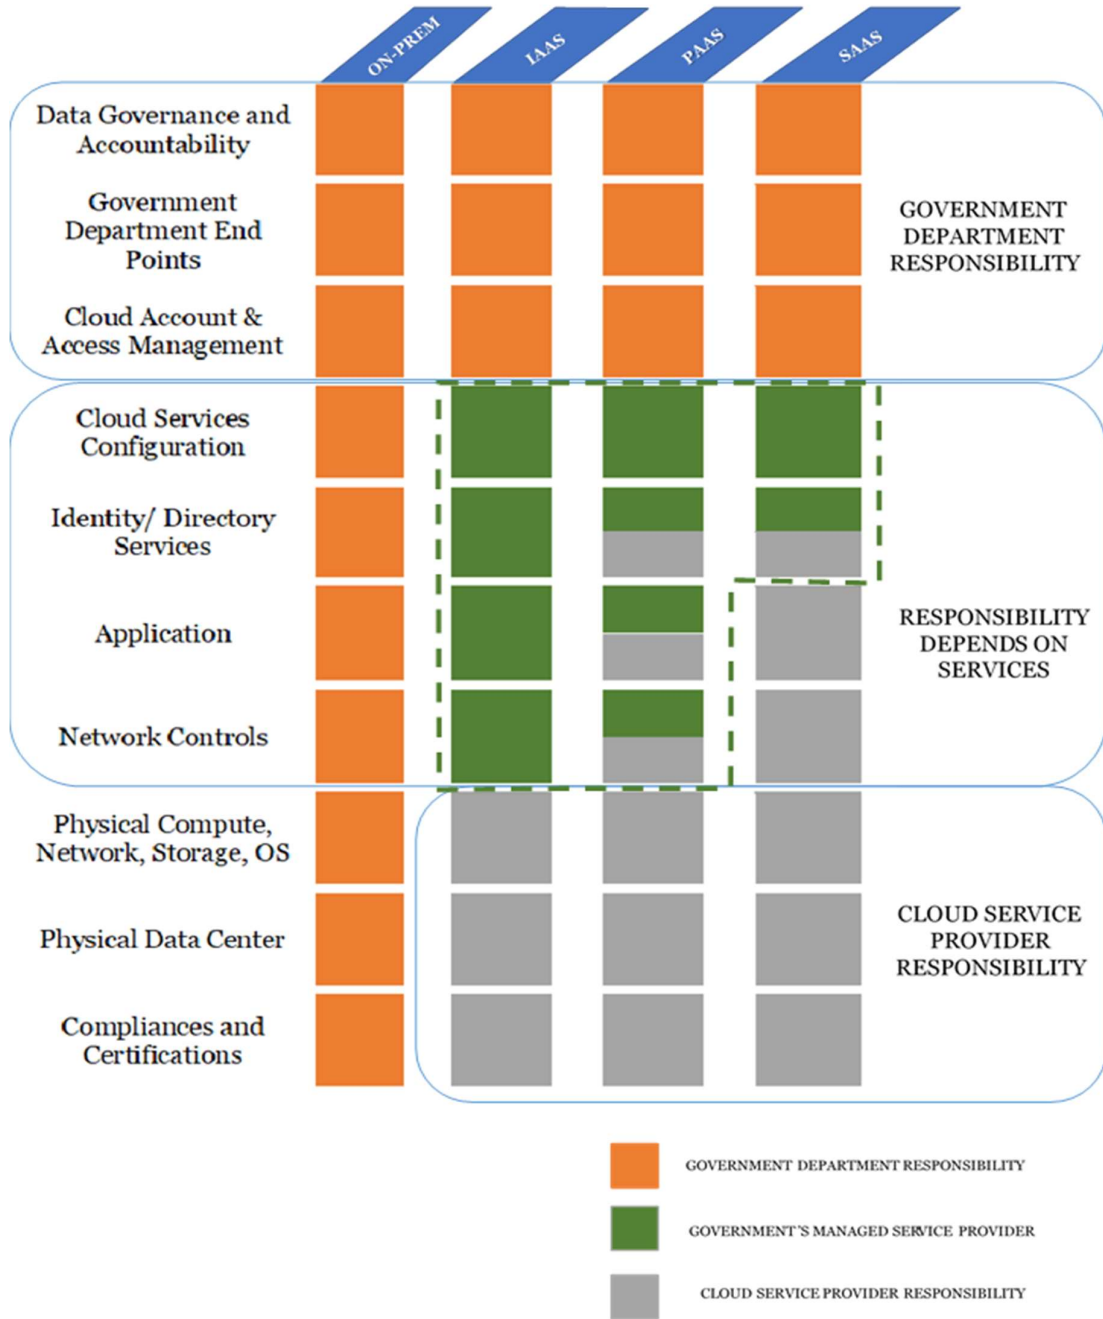 ON-PREM
IAAS
PAAS
SAAS
Data Governance and
Accountability
Government
Department End
Points
GOVERNMENT
DEPARTMENT
RESPONSIBILITY
Cloud Account &
Access Management
Cloud Services
Configuration
Identity/ Directory
Services
Application
RESPONSIBILITY
DEPENDS ON
SERVICES
Network Controls
Physical Compute,
Network, Storage, OS
Physical Data Center
CLOUD SERVICE
PROVIDER
RESPONSIBILITY
Compliances and
Certifications
GOVERNMENT DEPARTMENT RESPONSIBILITY
GOVERNMENT'S MANAGED SERVICE PROVIDER
CLOUD SERVICE PROVIDER RESPONSIBILITY